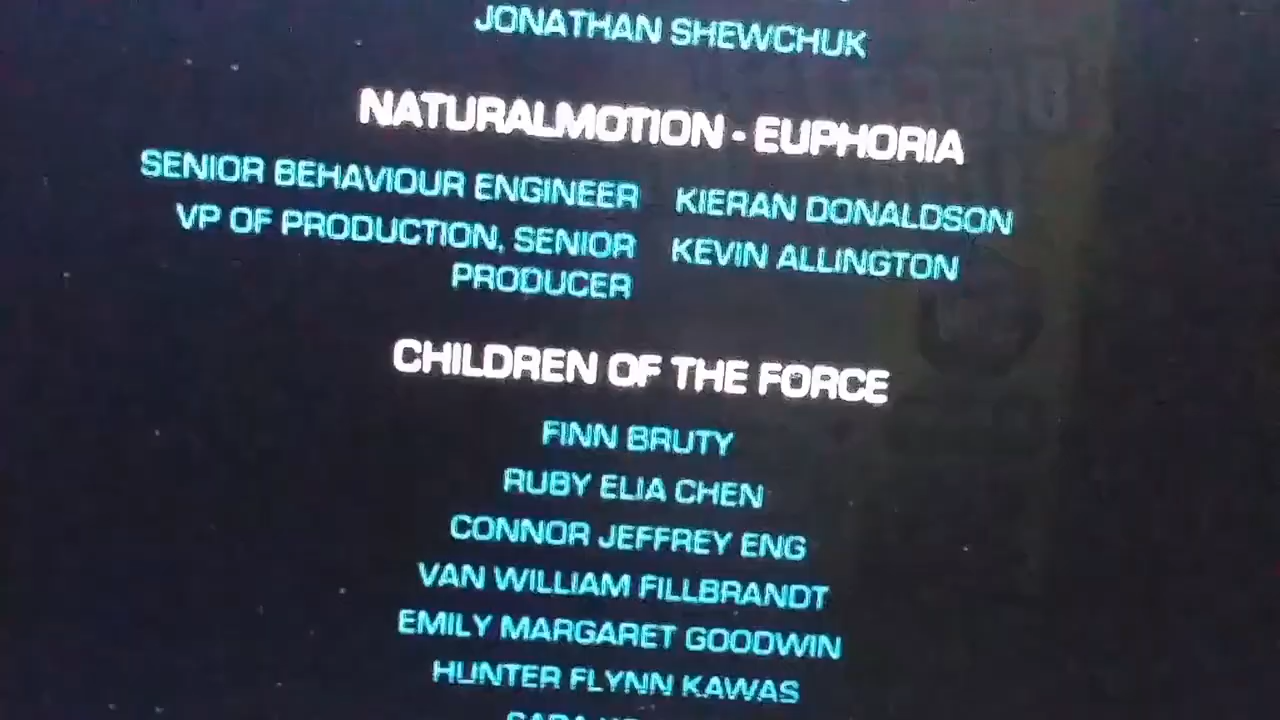 JONATHAN SHEWCHUK
NATURALMOTION - EUPHORIA
SENIOR BEHAVIOUR ENGINEER KIERAN DONALDSON
VP OF PRODUCTION, SENIOR KEVIN ALLINGTON
PRODUCER
CHILDREN OF THE FORCE
FINN BRUTY
RUBY ELIA CHEN
CONNOR JEFFREY ENG
VAN WILLIAM FILLBRANDT
EMILY MARGARET GOODWIN
HUNTER FLYNN KAWAS